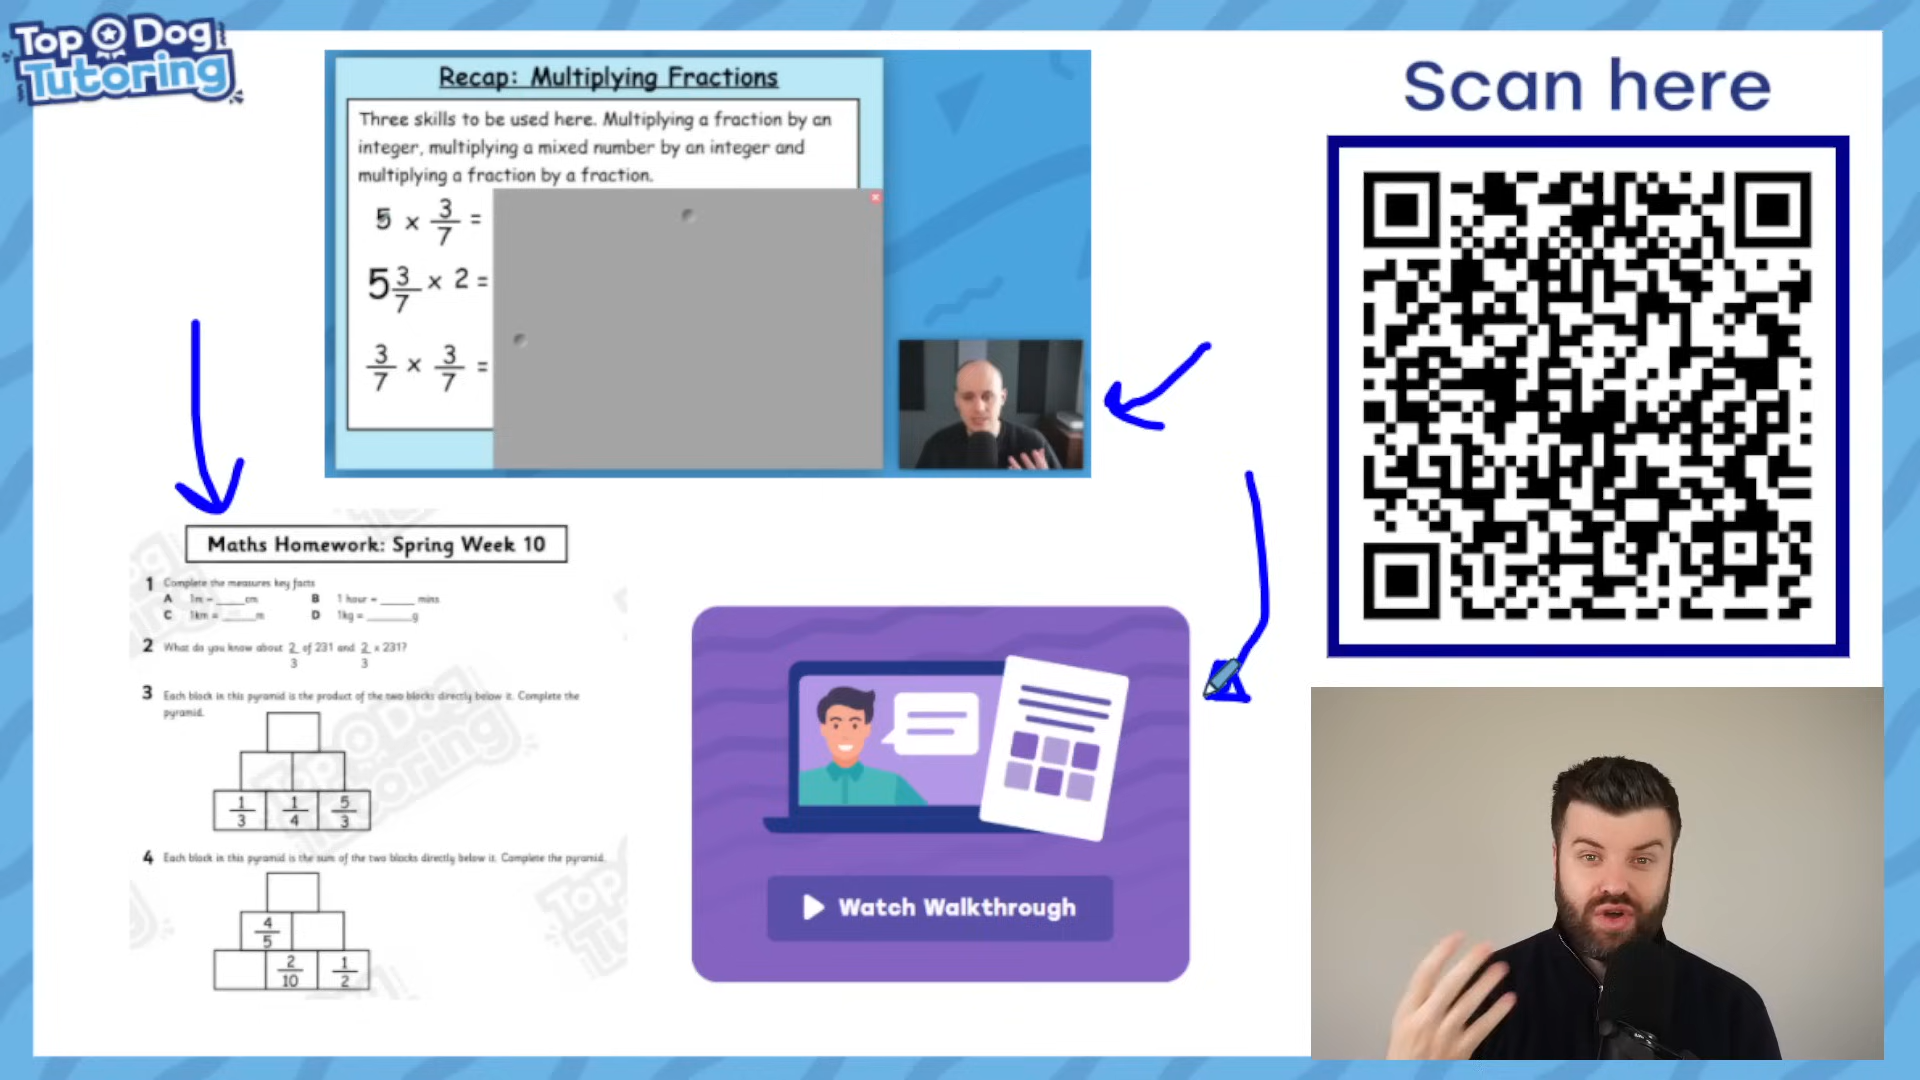 Top Dog
Tutoring
Recap: Multiplying Fractions
Three skills to be used here. Multiplying a fraction by an
integer, multiplying a mixed number by an integer and
multiplying a fraction by a fraction.
5 × 3/7 =
5 3/7 × 2 =
3/7 × 3/7 =
Scan here
Maths Homework: Spring Week 10
1 Complete the measures key facts
A 1m = ____cm B 1 hour = _____ mins
C 1km = _____m D 1kg = ______g
2 What do you know about 2/3 of 231 and 2/3 × 231?
3 Each block in this pyramid is the product of the two blocks directly below it. Complete the
pyramid.
1/3 1/4 5/3
4 Each block in this pyramid is the sum of the two blocks directly below it. Complete the pyramid.
4/5
2/10 1/2
Watch Walkthrough